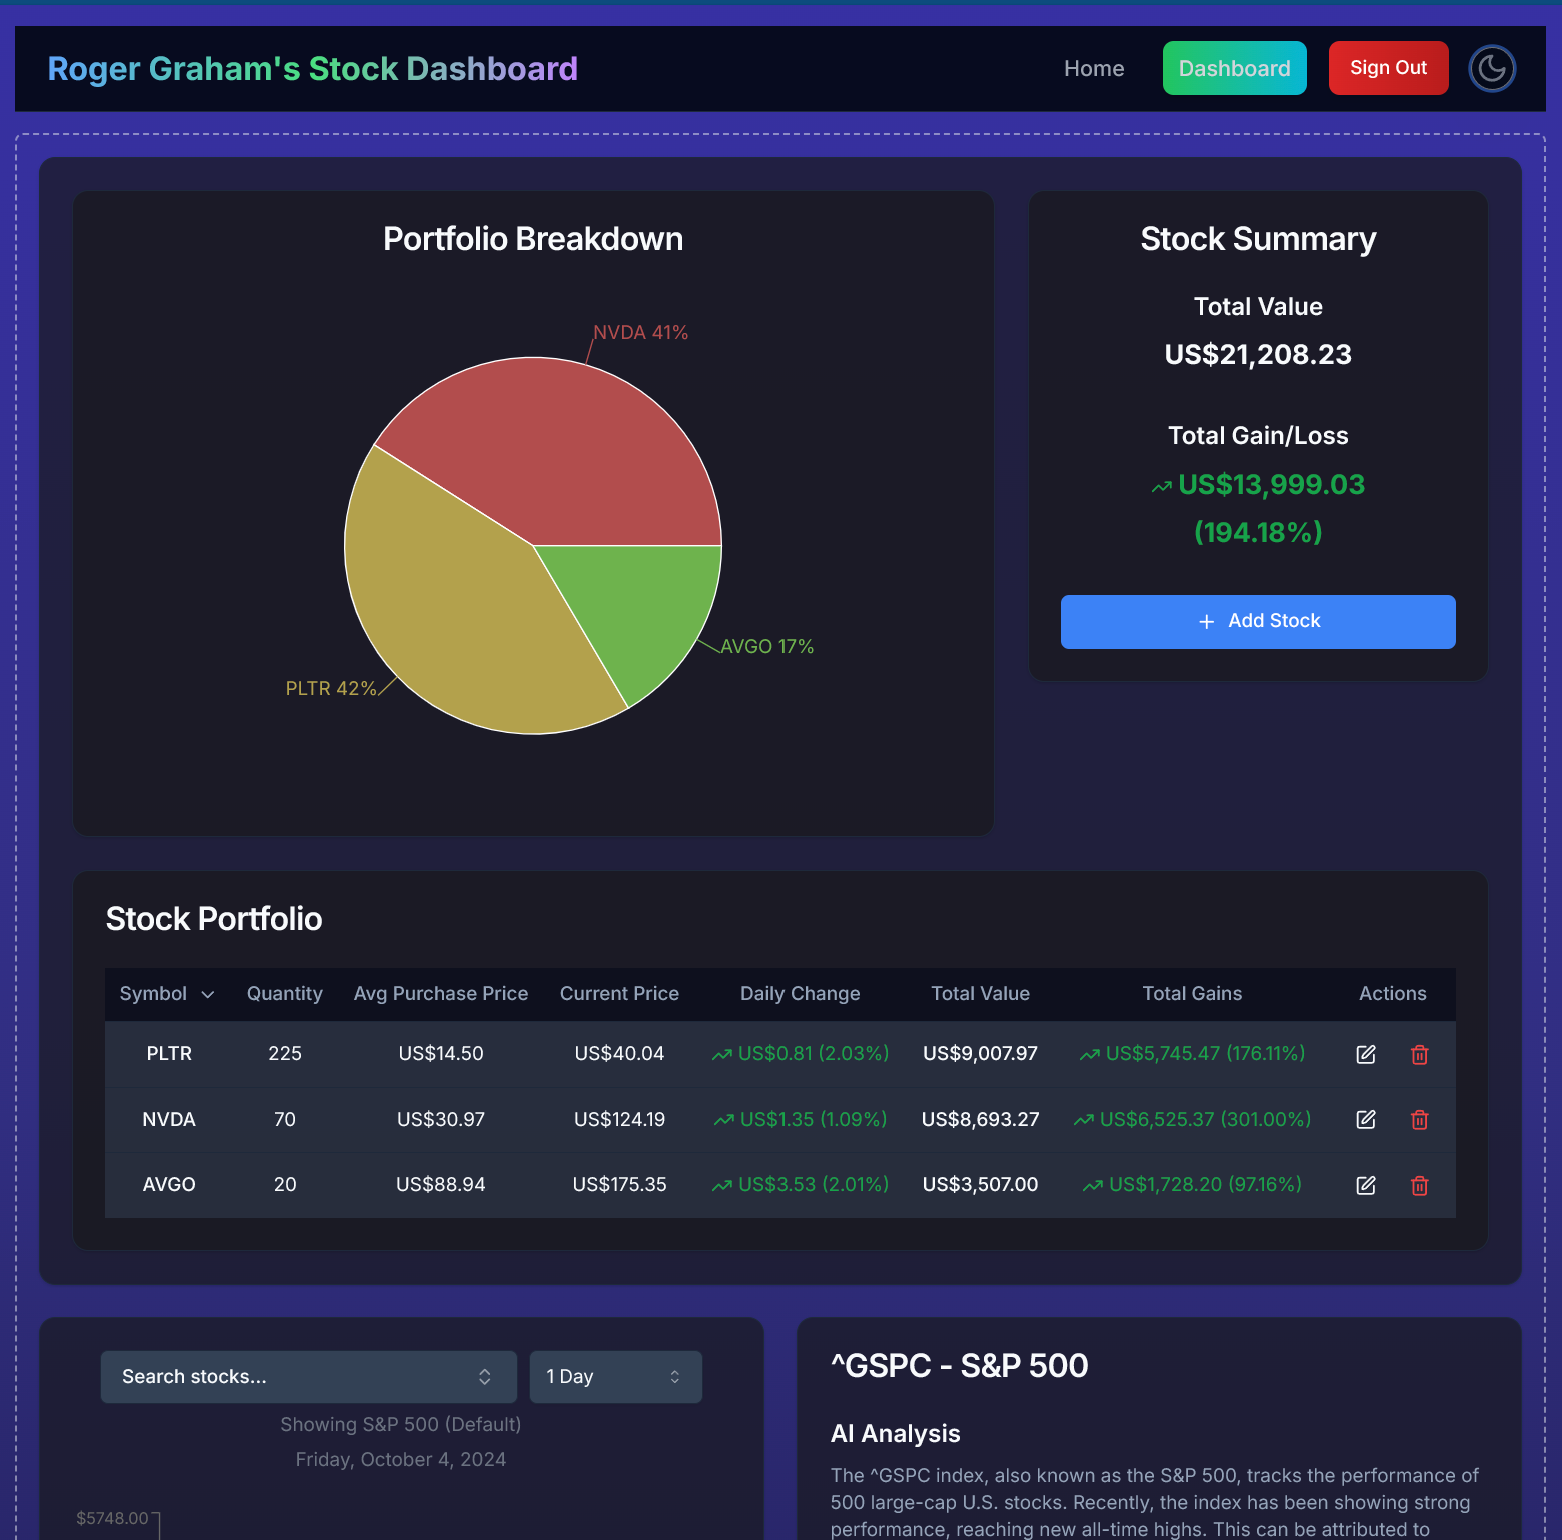 Roger Graham's Stock Dashboard
Home
Dashboard
Sign Out
Portfolio Breakdown
NVDA 41%
AVGO 17%
PLTR 42%
Stock Summary
Total Value
US$21,208.23
Total Gain/Loss
US$13,999.03
(194.18%)
+ Add Stock
Stock Portfolio
Symbol Quantity Avg Purchase Price Current Price Daily Change Total Value Total Gains Actions
PLTR 225 US$14.50 US$40.04 US$0.81 (2.03%) US$9,007.97 US$5,745.47 (176.11%)
NVDA 70 US$30.97 US$124.19 US$1.35 (1.09%) US$8,693.27 US$6,525.37 (301.00%)
AVGO 20 US$88.94 US$175.35 US$3.53 (2.01%) US$3,507.00 US$1,728.20 (97.16%)
Search stocks...
1 Day
Showing S&P 500 (Default)
Friday, October 4, 2024
$5748.00
^GSPC - S&P 500
AI Analysis
The ^GSPC index, also known as the S&P 500, tracks the performance of
500 large-cap U.S. stocks. Recently, the index has been showing strong
performance, reaching new all-time highs. This can be attributed to